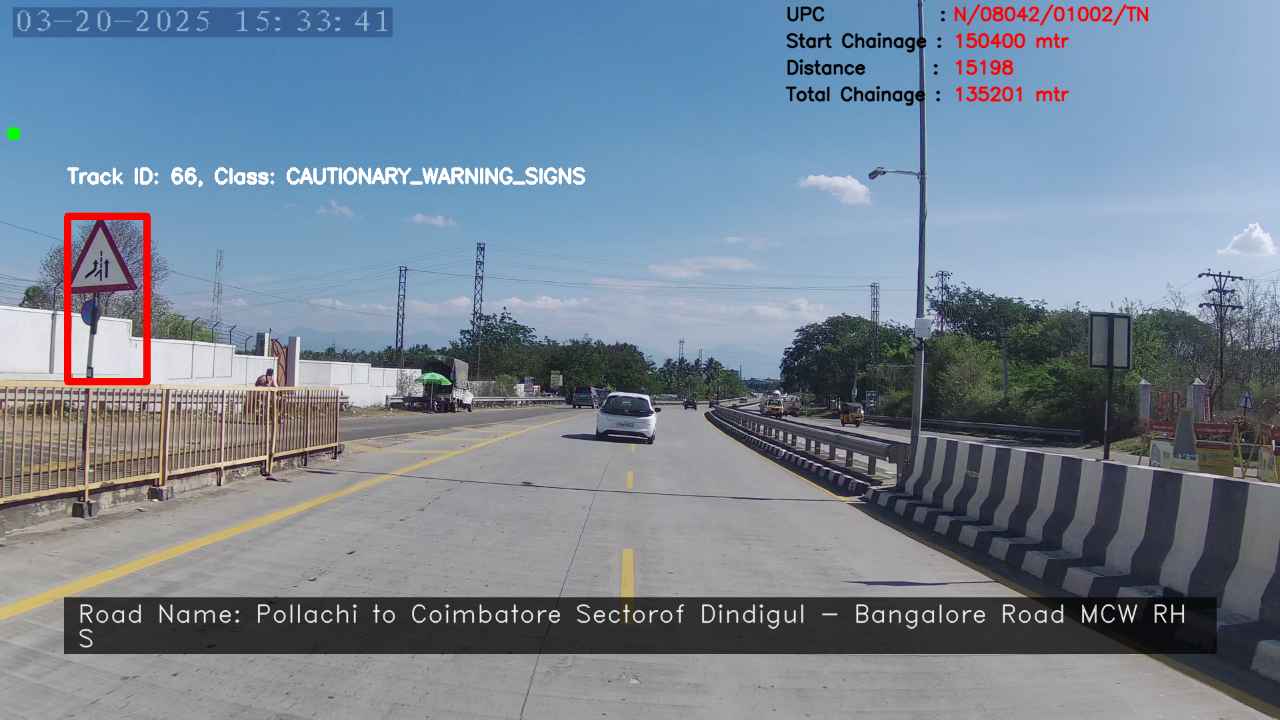 03-20-2025 15:33:41
UPC : N/08042/01002/TN
Start Chainage : 150400 mtr
Distance : 15198
Total Chainage : 135201 mtr
Track ID: 66, Class: CAUTIONARY_WARNING_SIGNS
Road Name: Pollachi to Coimbatore Sectorof Dindigul - Bangalore Road MCW RH
S